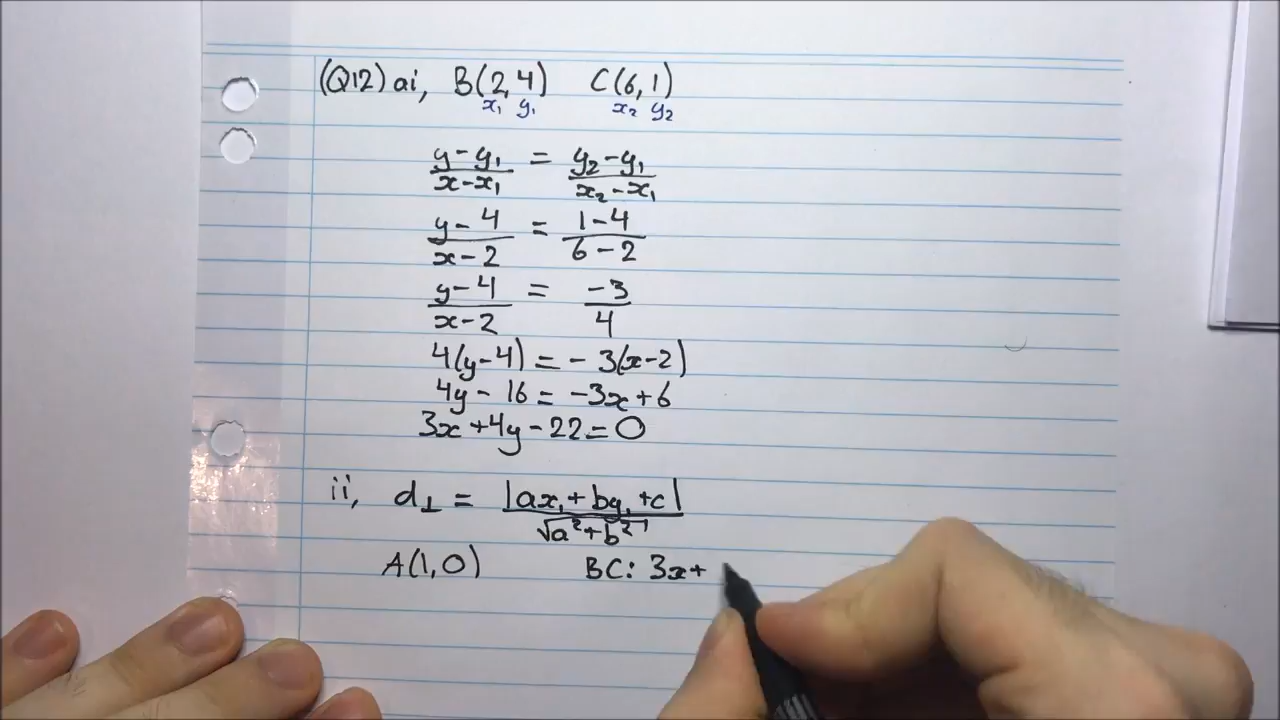 (Q12) ai, B(2,4) C(6,1)
x₁ y₁ x₂ y₂
y-y₁ / x-x₁ = y₂-y₁ / x₂-x₁
y-4 / x-2 = 1-4 / 6-2
y-4 / x-2 = -3 / 4
4(y-4) = -3(x-2)
4y - 16 = -3x+6
3x+4y-22=0
ii, d⊥ = |ax₁+by₁+c| / √a²+b²
A(1,0) BC: 3x+